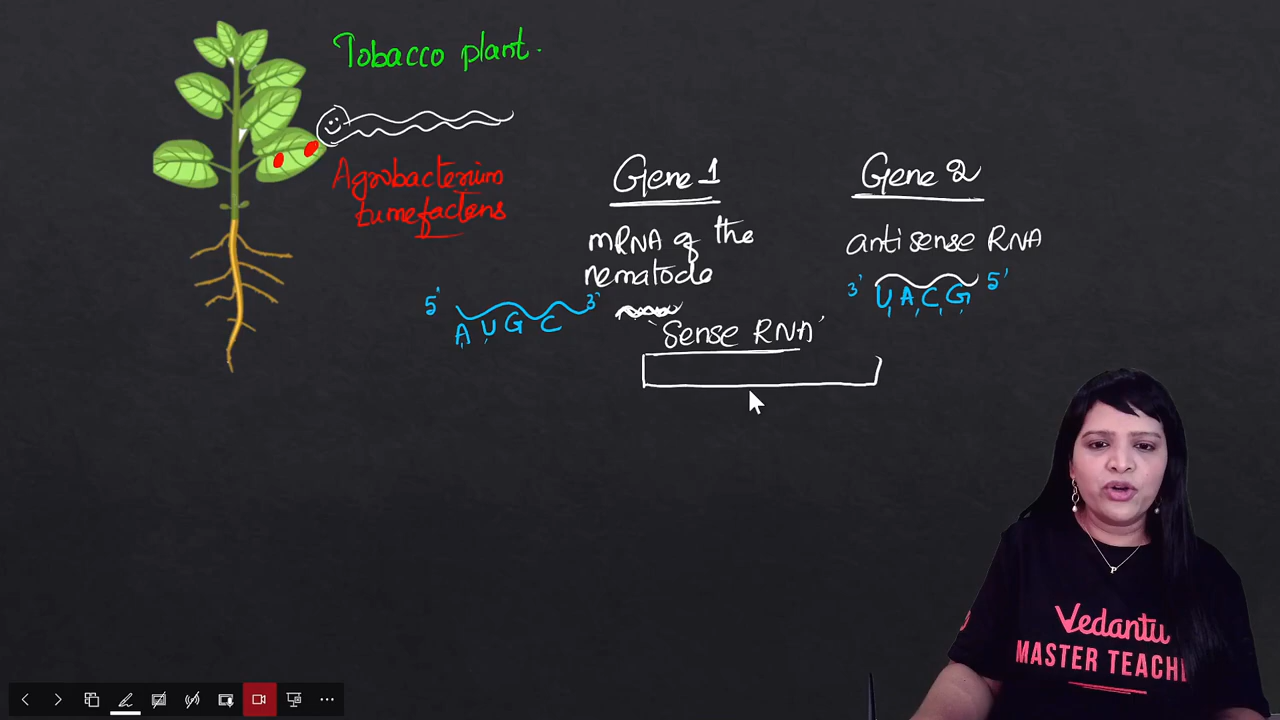 Tobacco plant.
Agrobacterium
tumefaciens
Gene 1
mRNA of the
nematode
'Sense RNA'
5' 3'
A U G C
Gene 2
antisense RNA
3' 5'
U A C G
P
Vedantu
MASTER TEACHE